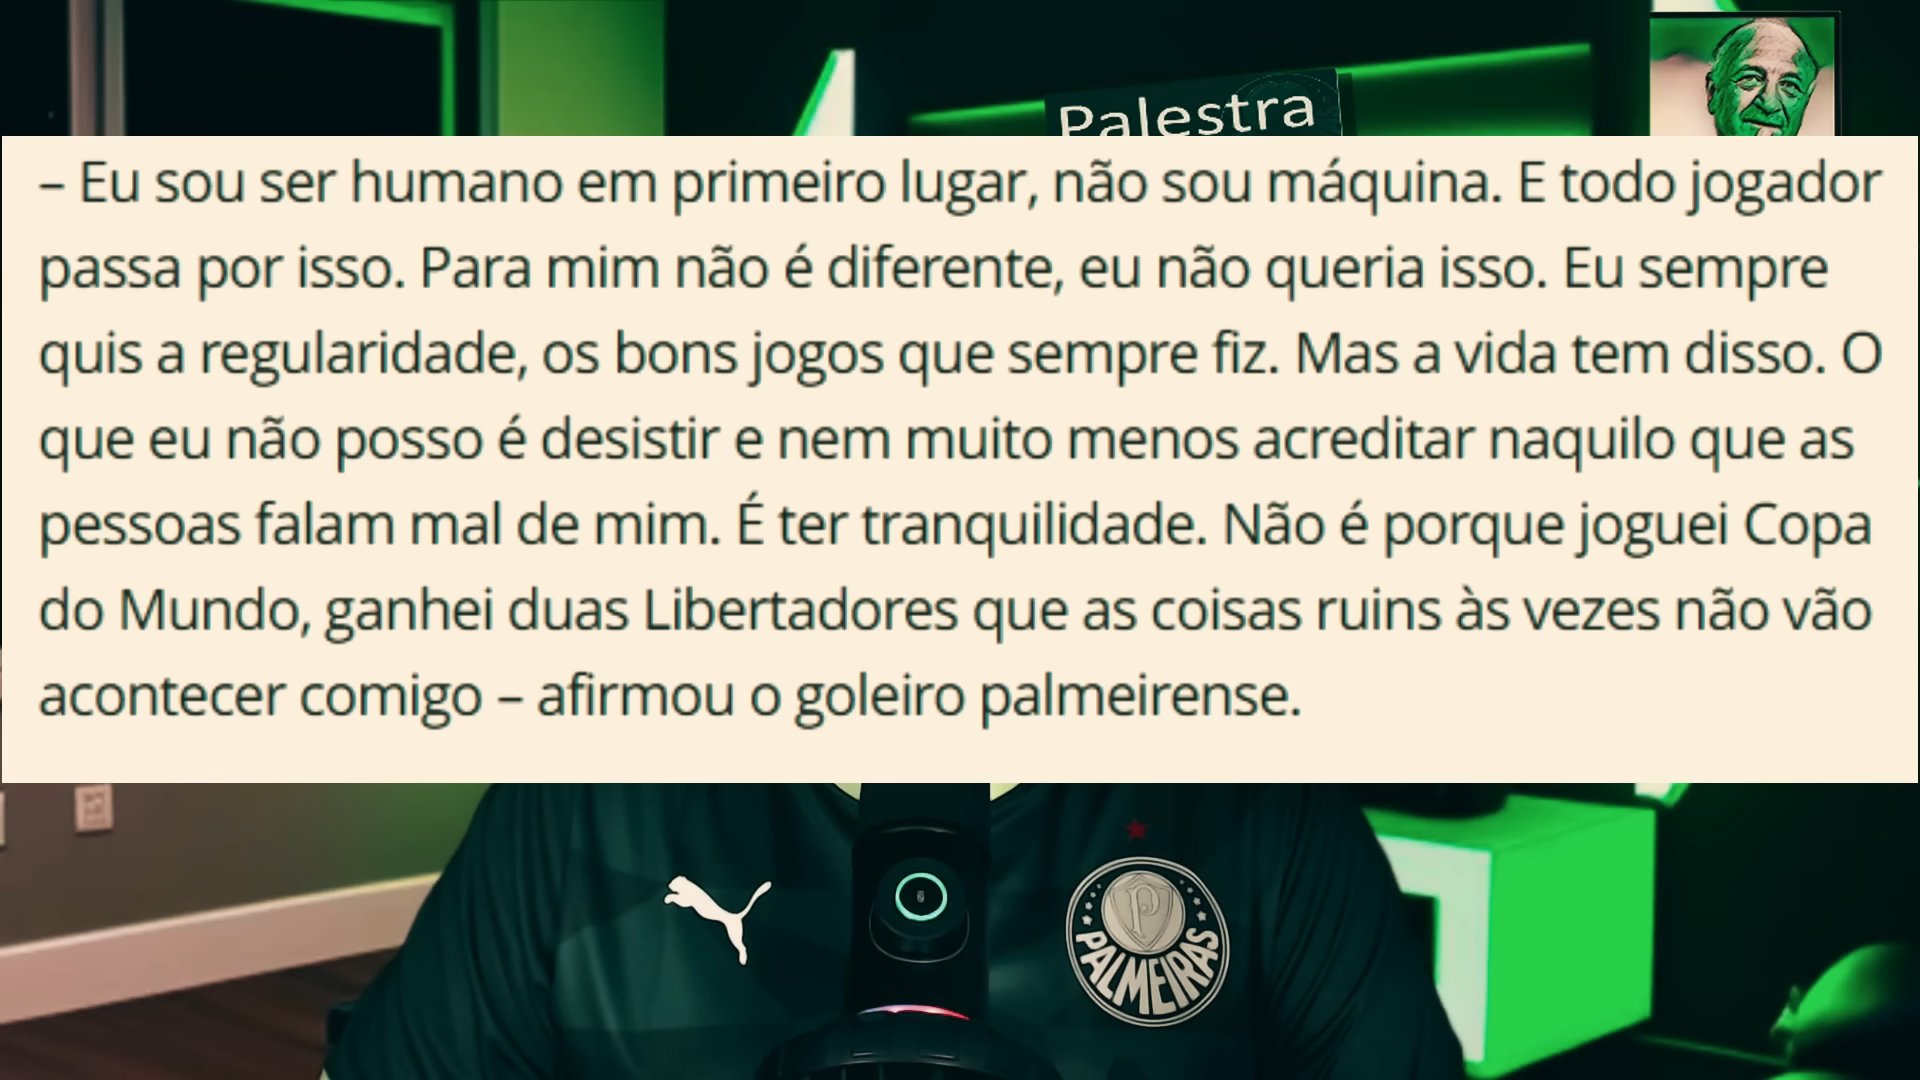 Palestra
– Eu sou ser humano em primeiro lugar, não sou máquina. E todo jogador
passa por isso. Para mim não é diferente, eu não queria isso. Eu sempre
quis a regularidade, os bons jogos que sempre fiz. Mas a vida tem disso. O
que eu não posso é desistir e nem muito menos acreditar naquilo que as
pessoas falam mal de mim. É ter tranquilidade. Não é porque joguei Copa
do Mundo, ganhei duas Libertadores que as coisas ruins às vezes não vão
acontecer comigo – afirmou o goleiro palmeirense.
P
PALMEIRAS